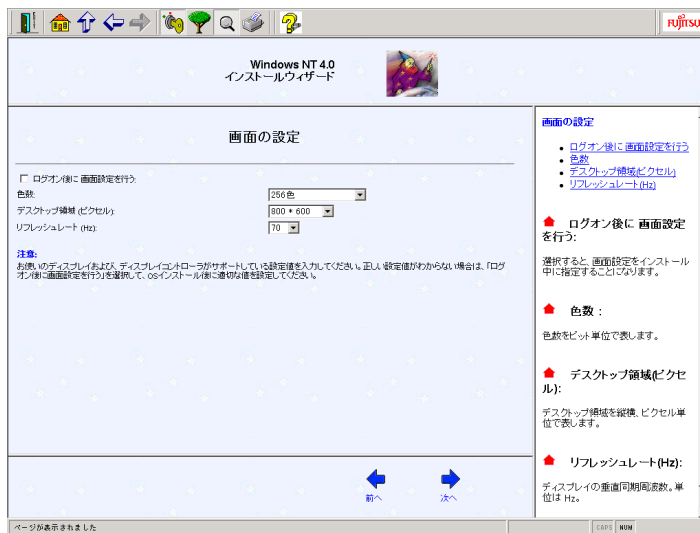 FUJITSU
Windows NT 4.0
インストールウィザード
画面の設定
ログオン後に 画面設定を行う:
色数:
256 色
デスクトップ領域 (ピクセル):
800 * 600
リフレッシュレート (Hz):
70
注意:
お使いのディスプレイおよび、ディスプレイコントローラがサポートしている設定値を入力してください。正しい設定値がわからない場合は、「ログ
オン後に画面設定を行う」を選択して、OSインストール後に適切な値を設定してください。
前へ
次へ
画面の設定
ログオン後に 画面設定を行う
色数
デスクトップ領域(ピクセル)
リフレッシュレート(Hz)
ログオン後に 画面設定
を行う:
選択すると、画面設定をインストール
中に指定することになります。
色数 :
色数をビット単位で表します。
デスクトップ領域(ピクセ
ル):
デスクトップ領域を縦横、ピクセル単
位で表します。
リフレッシュレート(Hz):
ディスプレイの垂直同期周波数。単
位は Hz。
ページが表示されました
CAPS
NUM